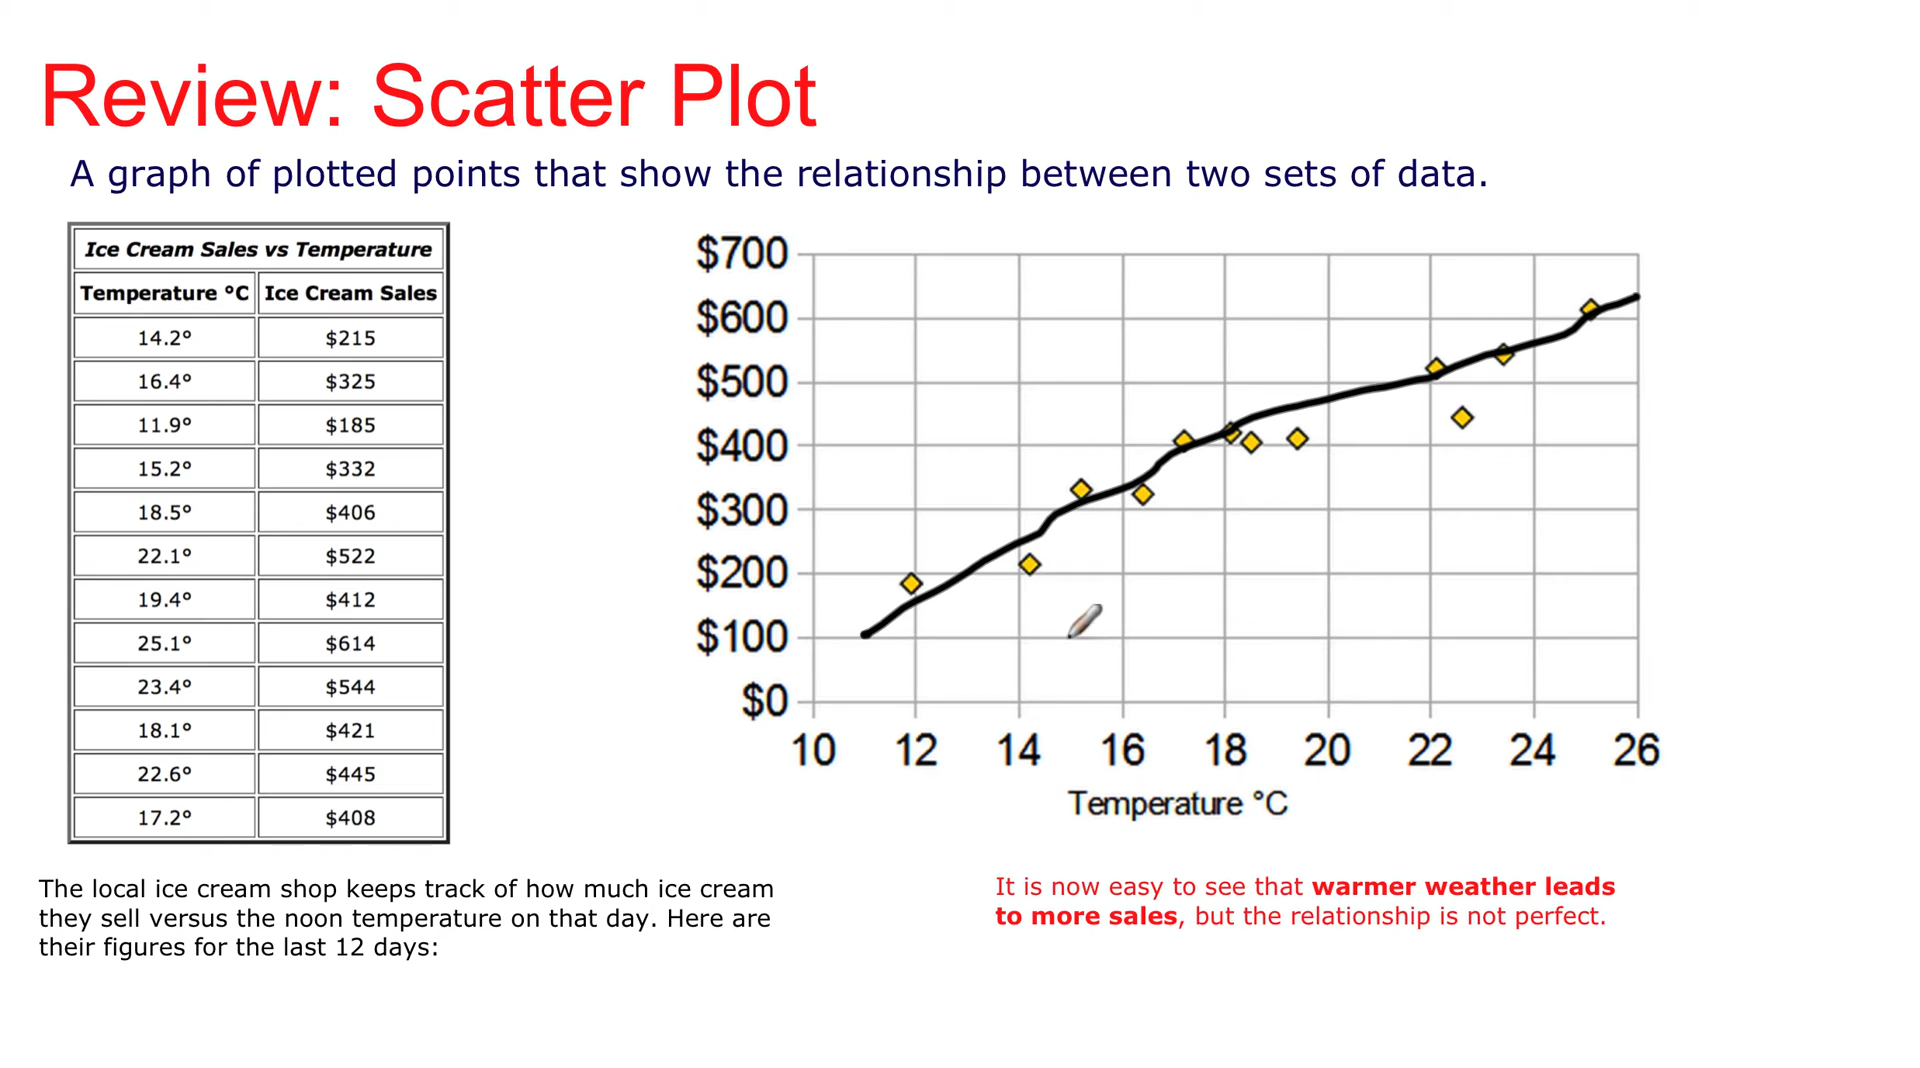 Review: Scatter Plot
A graph of plotted points that show the relationship between two sets of data.
Ice Cream Sales vs Temperature
Temperature °C Ice Cream Sales
14.2° $215
16.4° $325
11.9° $185
15.2° $332
18.5° $406
22.1° $522
19.4° $412
25.1° $614
23.4° $544
18.1° $421
22.6° $445
17.2° $408
$700
$600
$500
$400
$300
$200
$100
$0
10 12 14 16 18 20 22 24 26
Temperature °C
The local ice cream shop keeps track of how much ice cream
they sell versus the noon temperature on that day. Here are
their figures for the last 12 days:
It is now easy to see that warmer weather leads
to more sales, but the relationship is not perfect.